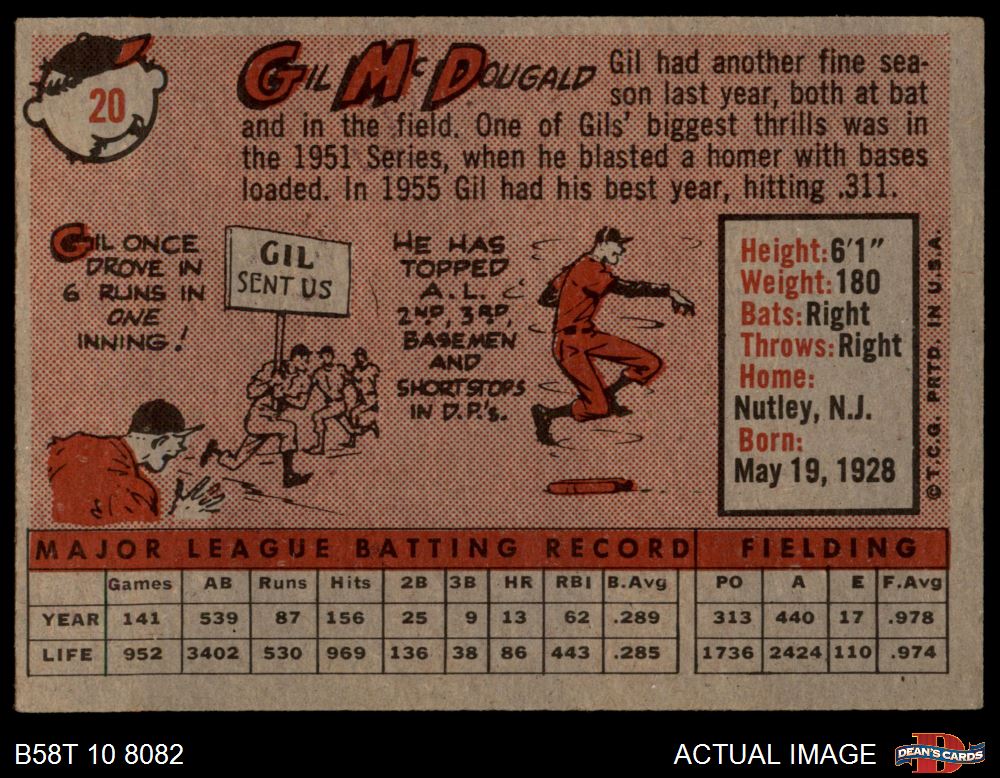 20
GIL McDOUGALD
Gil had another fine sea-
son last year, both at bat
and in the field. One of Gils' biggest thrills was in
the 1951 Series, when he blasted a homer with bases
loaded. In 1955 Gil had his best year, hitting .311.
GIL ONCE
DROVE IN
6 RUNS IN
ONE
INNING!
GIL
SENT US
HE HAS
TOPPED
A.L.
2ND, 3RD,
BASEMEN
AND
SHORTSTOPS
IN D.P.'s.
Height: 6'1"
Weight: 180
Bats: Right
Throws: Right
Home:
Nutley, N.J.
Born:
May 19, 1928
© T.C.G. PRTD. IN U.S.A.
MAJOR LEAGUE BATTING RECORD FIELDING
Games AB Runs Hits 2B 3B HR RBI B.Avg PO A E F.Avg
YEAR 141 539 87 156 25 9 13 62 .289 313 440 17 .978
LIFE 952 3402 530 969 136 38 86 443 .285 1736 2424 110 .974
B58T 10 8082
ACTUAL IMAGE
DEAN'S CARDS